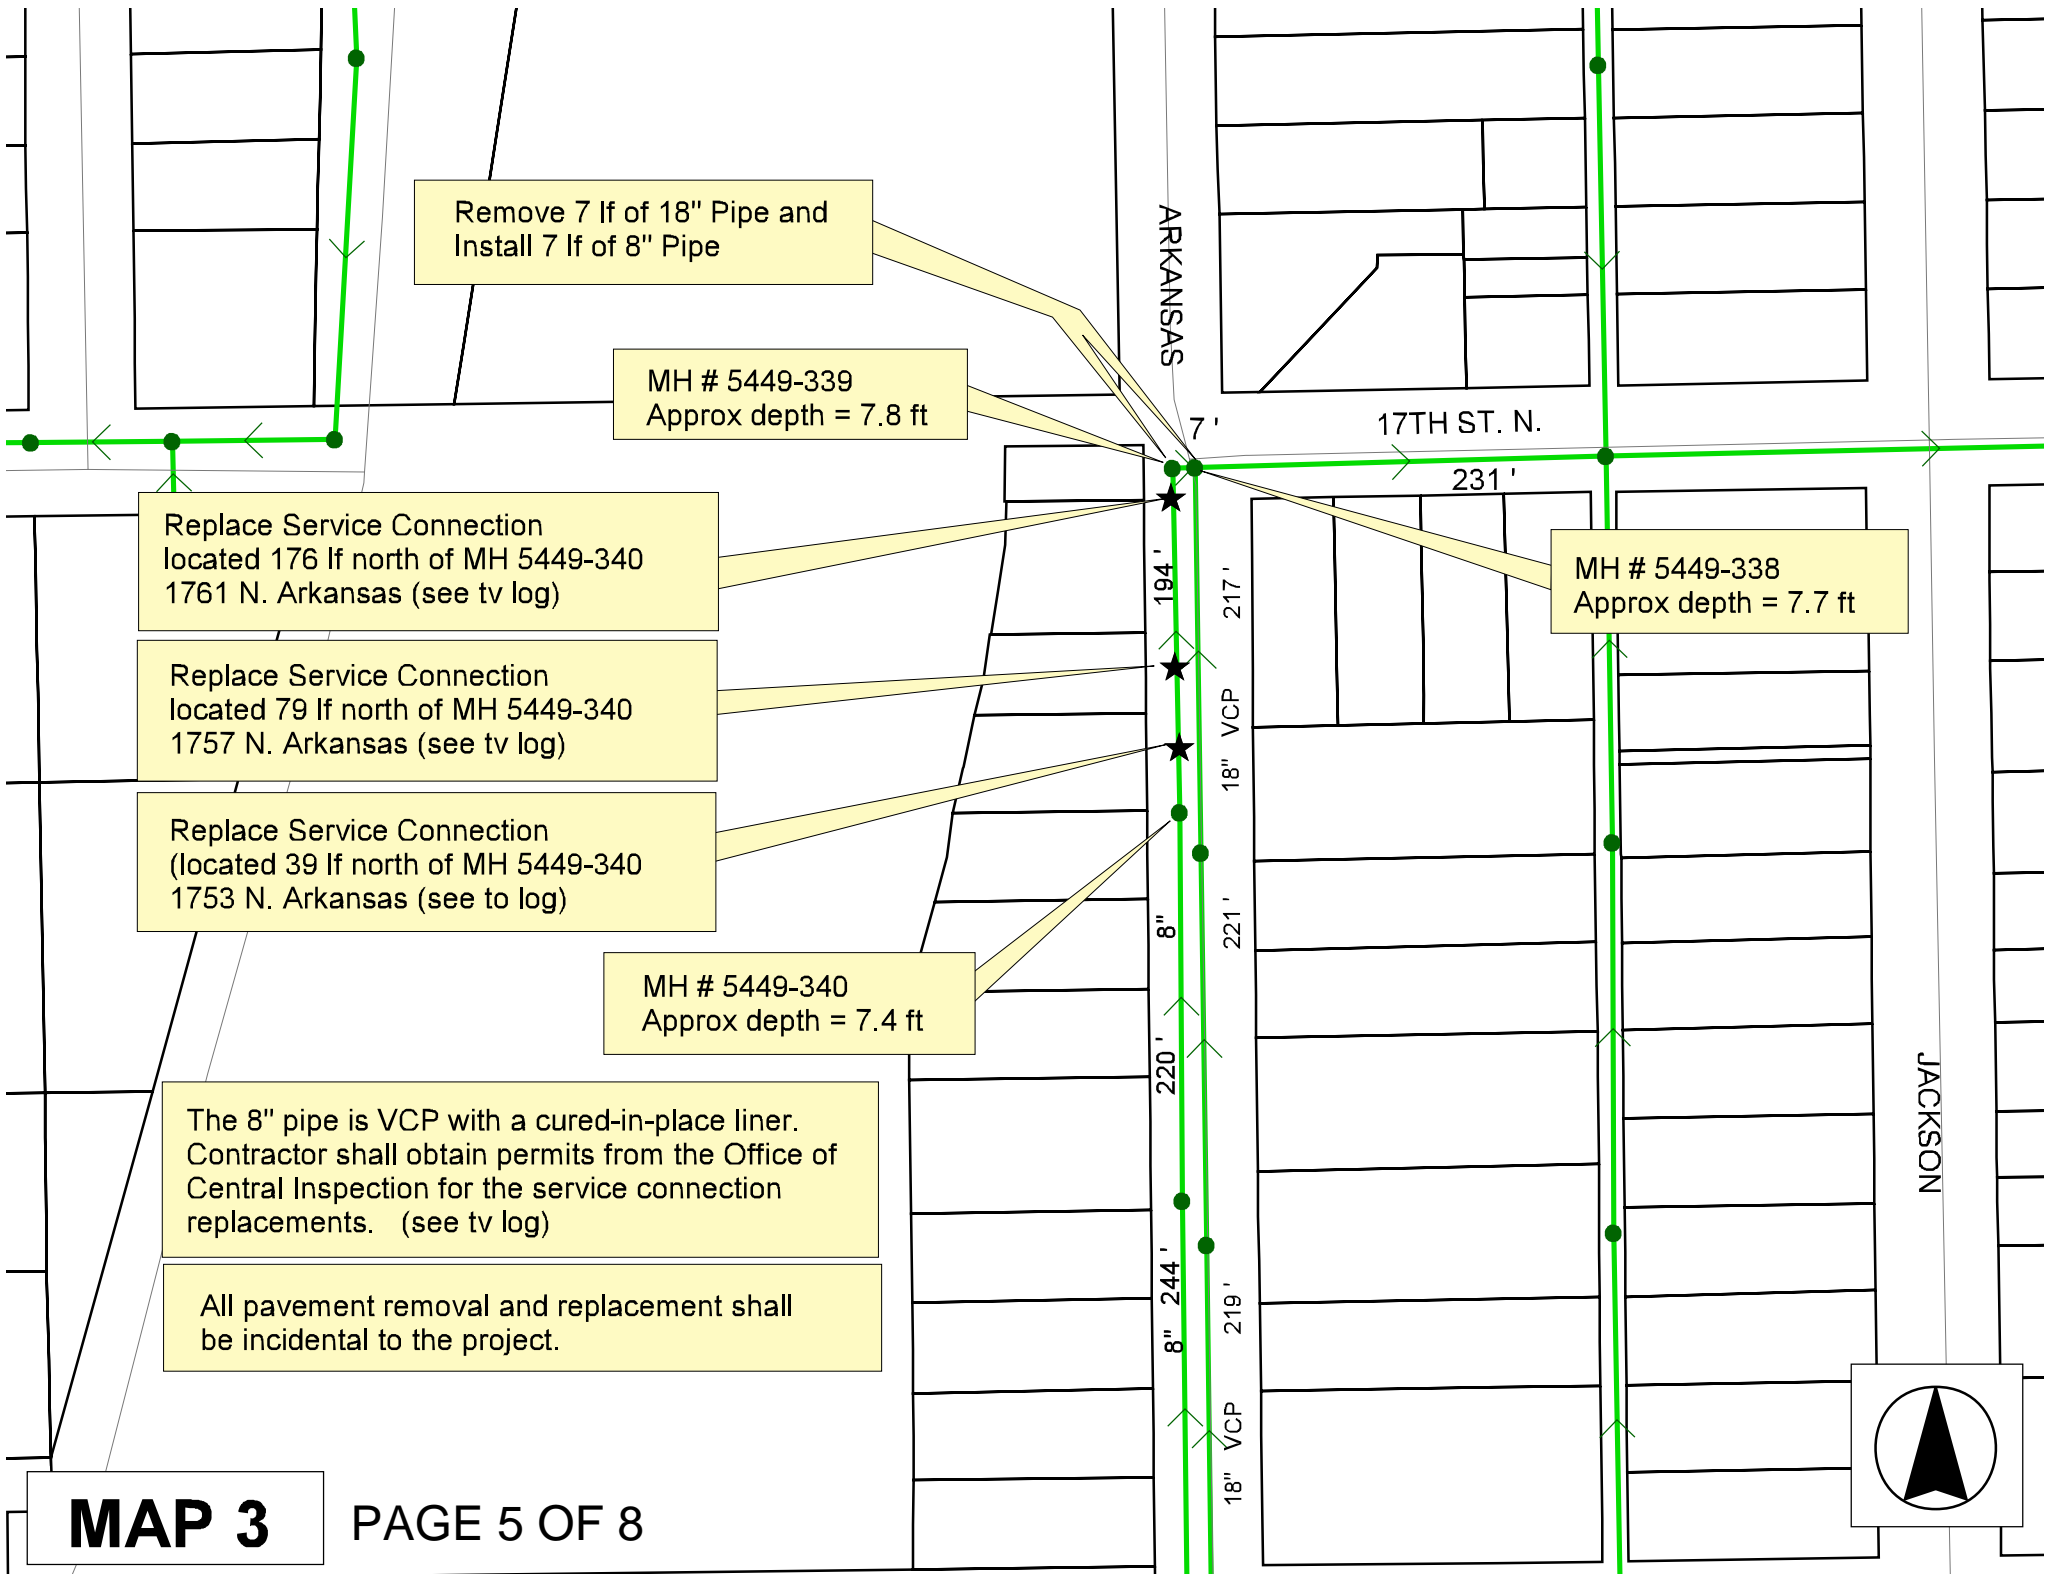 Remove 7 lf of 18" Pipe and
Install 7 lf of 8" Pipe
ARKANSAS
MH # 5449-339
Approx depth = 7.8 ft
7 '
17TH ST. N.
231 '
Replace Service Connection
located 176 lf north of MH 5449-340
1761 N. Arkansas (see tv log)
194 '
217 '
MH # 5449-338
Approx depth = 7.7 ft
Replace Service Connection
located 79 lf north of MH 5449-340
1757 N. Arkansas (see tv log)
18" VCP
Replace Service Connection
(located 39 lf north of MH 5449-340
1753 N. Arkansas (see to log)
8"
221 '
MH # 5449-340
Approx depth = 7.4 ft
220 '
JACKSON
The 8" pipe is VCP with a cured-in-place liner.
Contractor shall obtain permits from the Office of
Central Inspection for the service connection
replacements. (see tv log)
244 '
219 '
All pavement removal and replacement shall
be incidental to the project.
8"
18" VCP
MAP 3
PAGE 5 OF 8